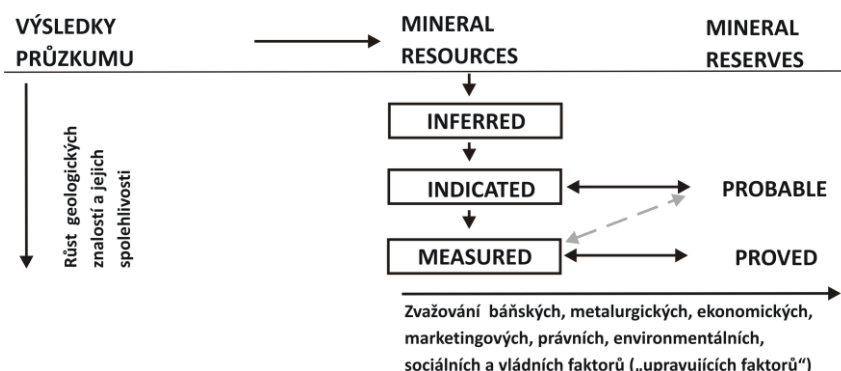 VÝSLEDKY
PRŮZKUMU
MINERAL
RESOURCES
MINERAL
RESERVES
Růst geologických
znalostí a jejich
spolehlivosti
INFERRED
INDICATED
PROBABLE
MEASURED
PROVED
Zvažování báňských, metalurgických, ekonomických,
marketingových, právních, environmentálních,
sociálních a vládních faktorů („upravujících faktorů“)